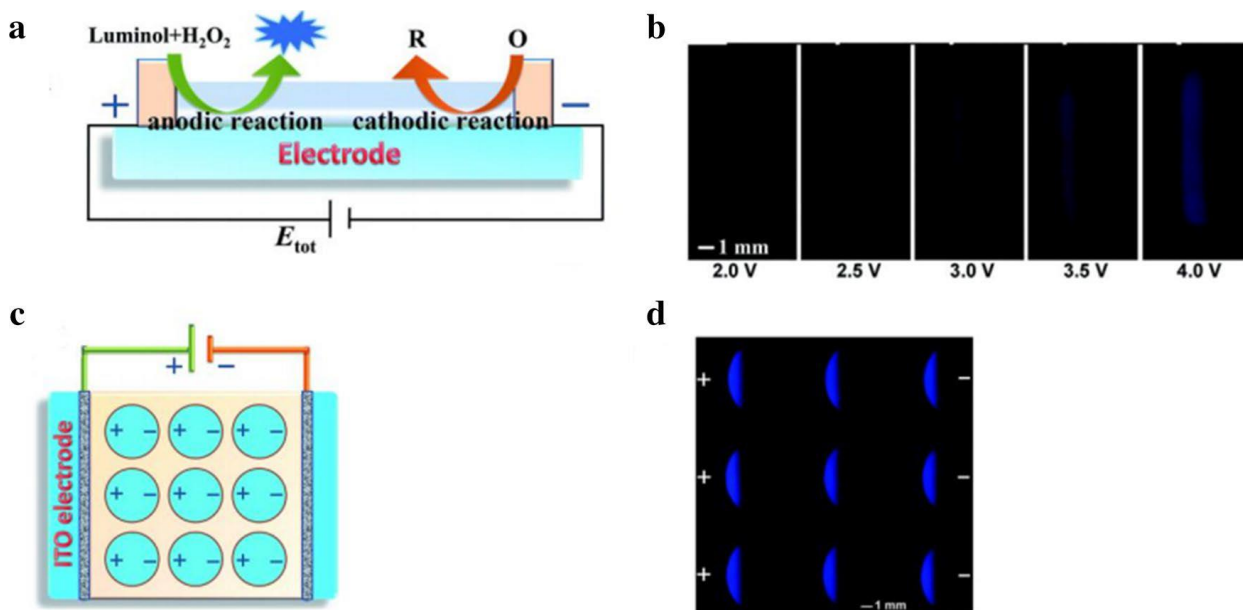 a
Luminol+H₂O₂
R
O
+
−
anodic reaction
cathodic reaction
Electrode
E_tot
b
1 mm
2.0 V
2.5 V
3.0 V
3.5 V
4.0 V
c
+ −
ITO electrode
+ − + − + −
+ − + − + −
+ − + − + −
d
+ −
+ −
+ −
1 mm